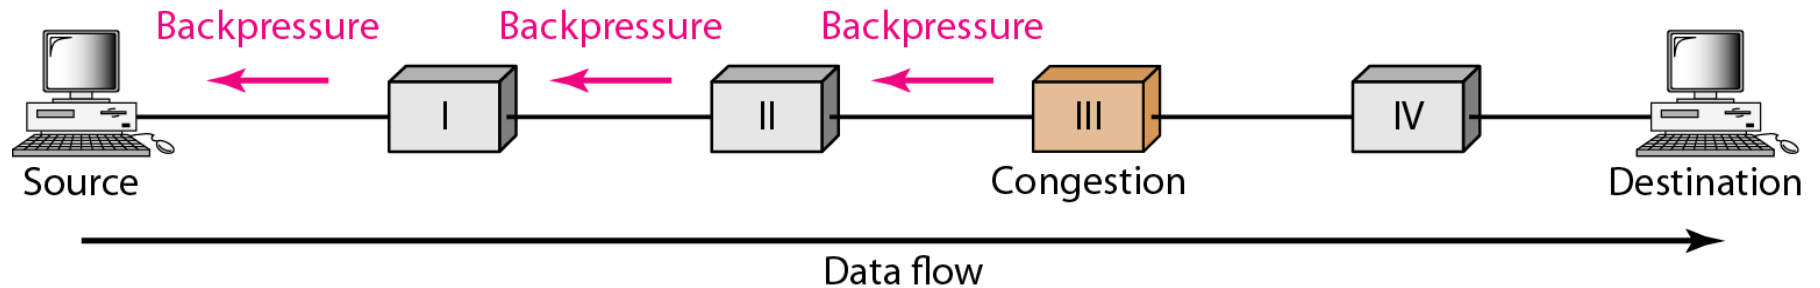 Backpressure Backpressure Backpressure
I II III IV
Source Congestion Destination
Data flow